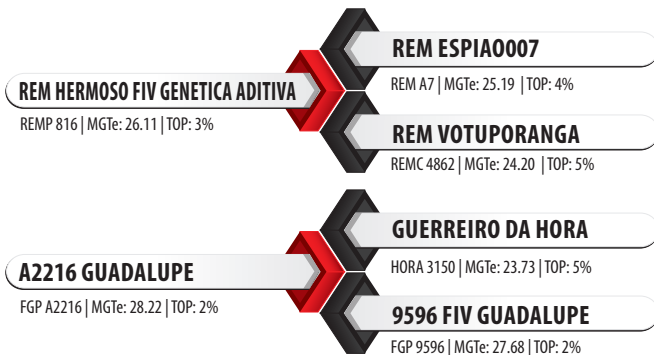 REM ESPIAO007
REM A7 | MGTe: 25.19 | TOP: 4%
REM HERMOSO FIV GENETICA ADITIVA
REMP 816 | MGTe: 26.11 | TOP: 3%
REM VOTUPORANGA
REMC 4862 | MGTe: 24.20 | TOP: 5%
GUERREIRO DA HORA
HORA 3150 | MGTe: 23.73 | TOP: 5%
A2216 GUADALUPE
FGP A2216 | MGTe: 28.22 | TOP: 2%
9596 FIV GUADALUPE
FGP 9596 | MGTe: 27.68 | TOP: 2%